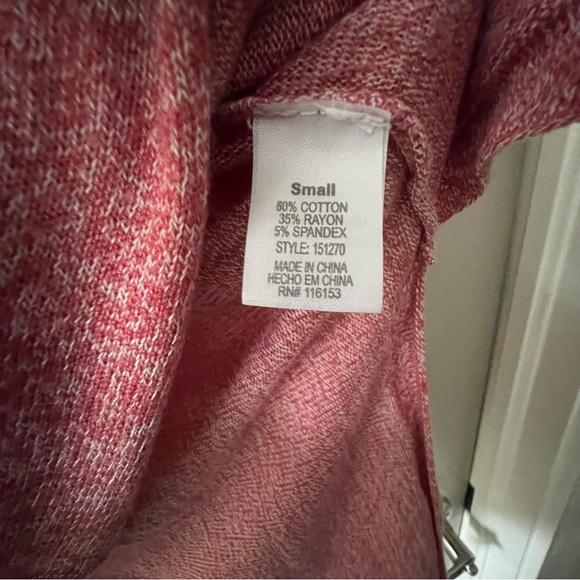 Small
60% COTTON
35% RAYON
5% SPANDEX
STYLE: 151270
MADE IN CHINA
HECHO EM CHINA
RN# 116153